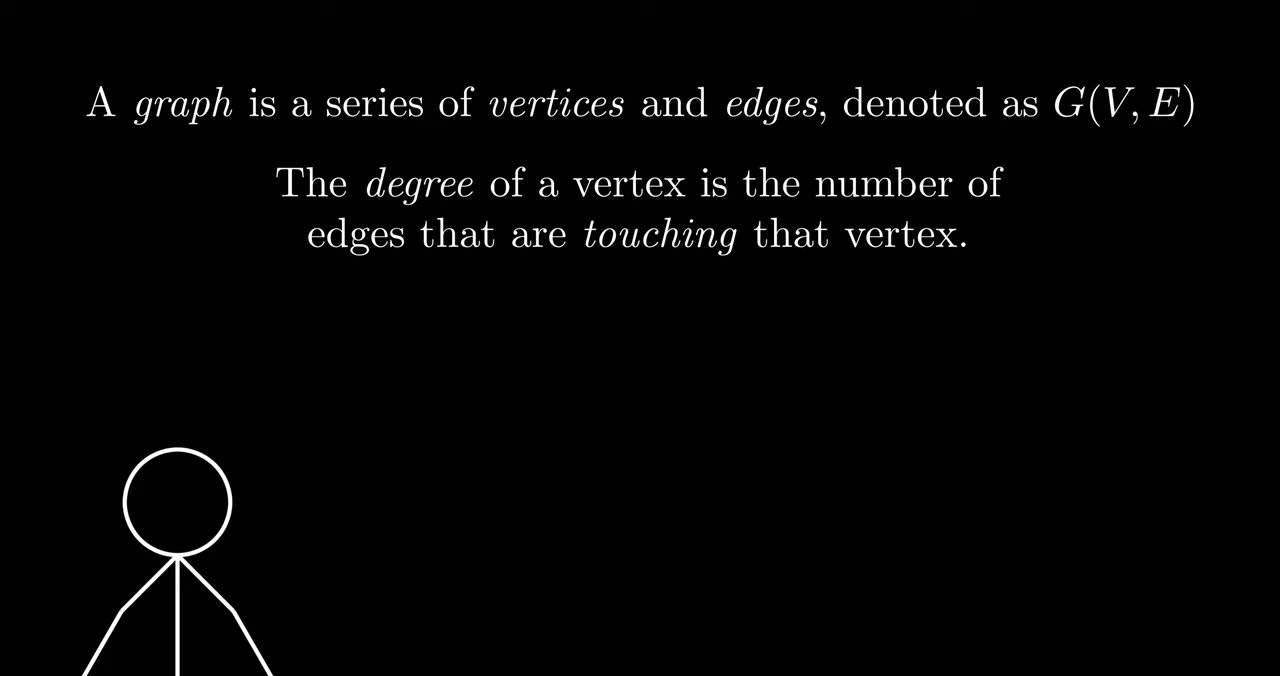 A graph is a series of vertices and edges, denoted as G(V, E)
The degree of a vertex is the number of
edges that are touching that vertex.